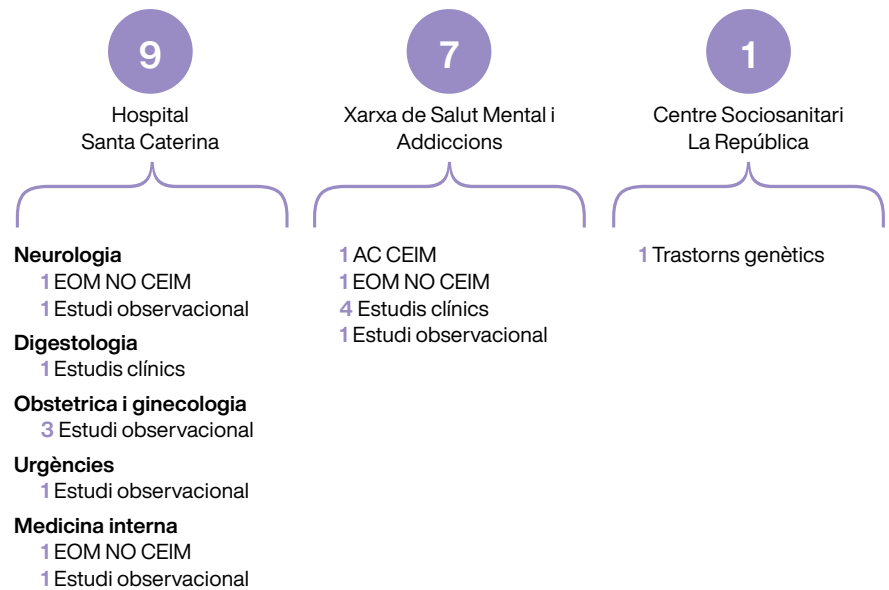 9
Hospital
Santa Caterina
Neurologia
1 EOM NO CEIM
1 Estudi observacional
Digestologia
1 Estudis clínics
Obstetrica i ginecologia
3 Estudi observacional
Urgències
1 Estudi observacional
Medicina interna
1 EOM NO CEIM
1 Estudi observacional
7
Xarxa de Salut Mental i
Addiccions
1 AC CEIM
1 EOM NO CEIM
4 Estudis clínics
1 Estudi observacional
1
Centre Sociosanitari
La República
1 Trastorns genètics